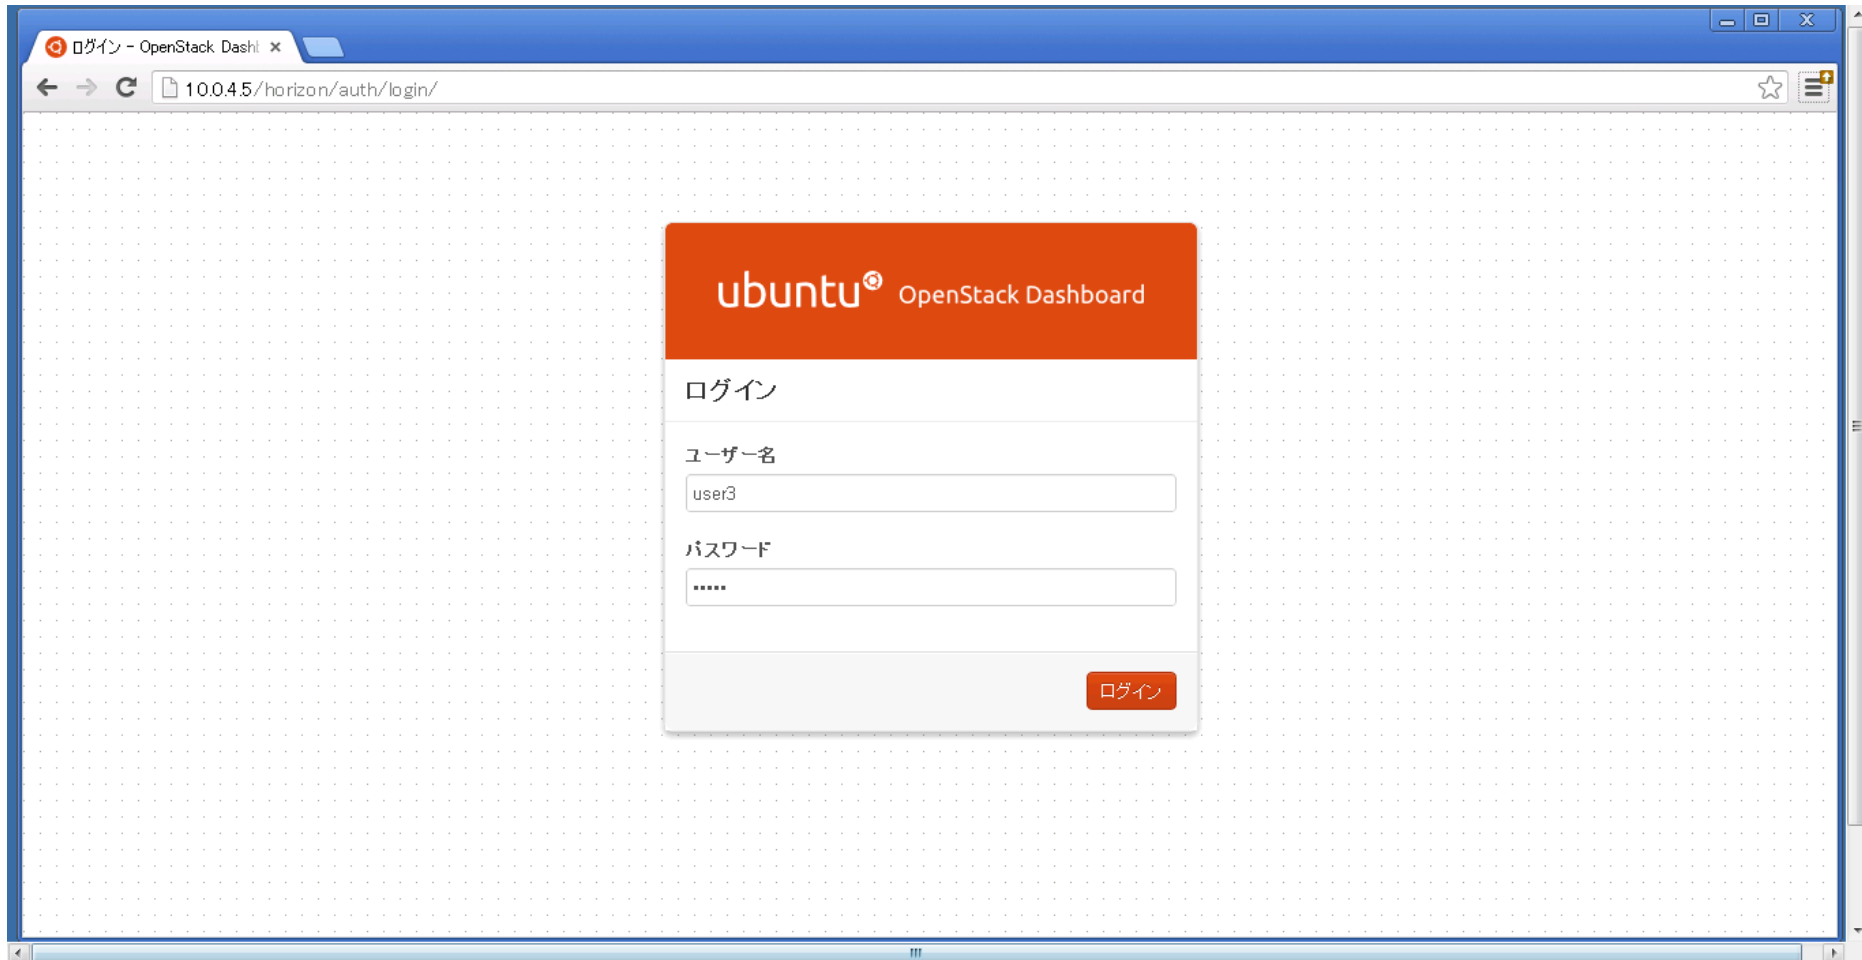 ログイン - OpenStack Dash
10.0.4.5/horizon/auth/login/
ubuntu OpenStack Dashboard
ログイン
ユーザー名
user3
パスワード
•••••
ログイン